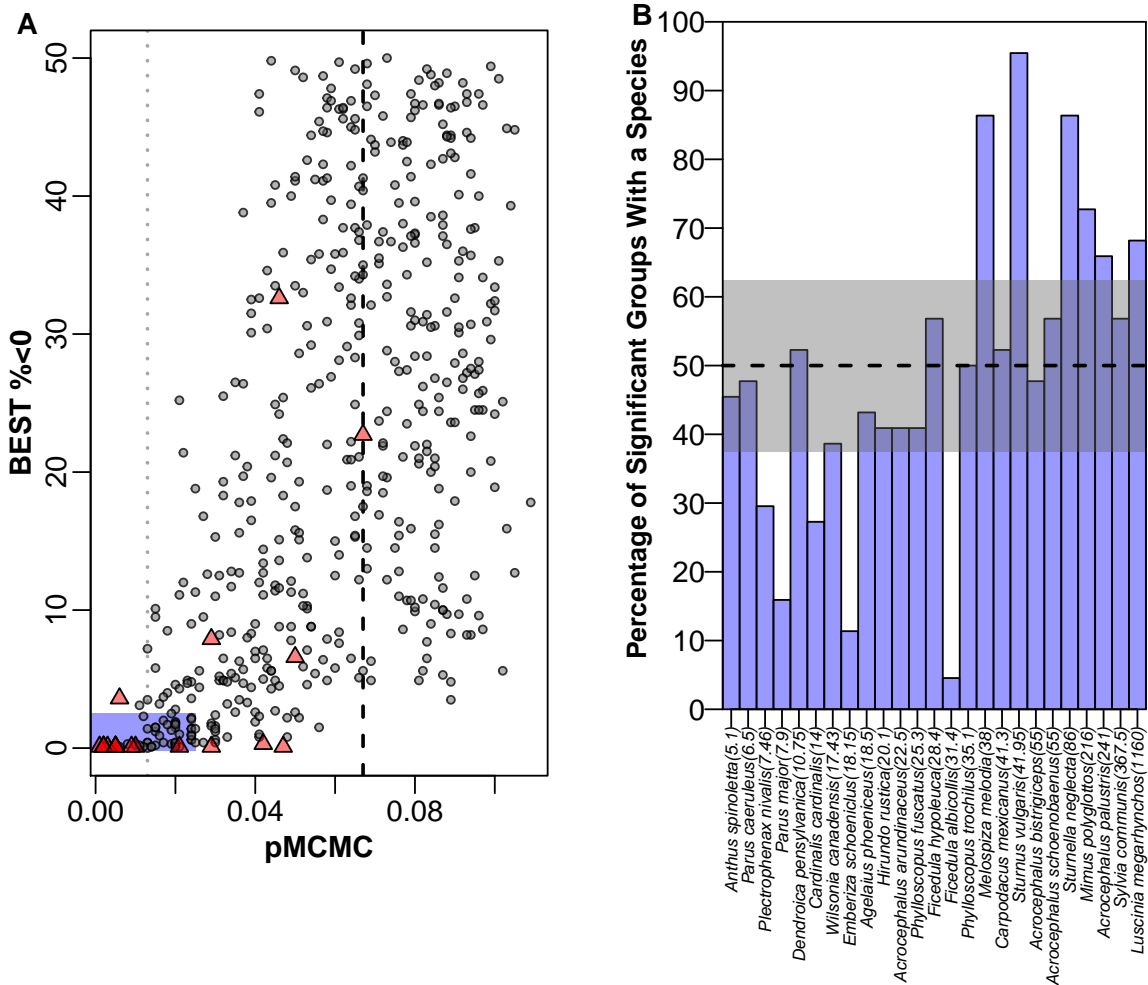 A
BEST %<0
50
40
30
20
10
0
0.00
0.04
0.08
pMCMC
B
Percentage of Significant Groups With a Species
100
90
80
70
60
50
40
30
20
10
0
Anthus spinoletta(5.1)
Parus caeruleus(6.5)
Plectrophenax nivalis(7.46)
Parus major(7.9)
Dendroica pensylvanica(10.75)
Cardinalis cardinalis(14)
Wilsonia canadensis(17.43)
Emberiza schoeniclus(18.15)
Agelaius phoeniceus(18.5)
Hirundo rustica(20.1)
Acrocephalus arundinaceus(22.5)
Phylloscopus fuscatus(25.3)
Ficedula hypoleuca(28.4)
Ficedula albicollis(31.4)
Phylloscopus trochilus(35.1)
Melospiza melodia(38)
Carpodacus mexicanus(41.3)
Sturnus vulgaris(41.95)
Acrocephalus bistrigiceps(55)
Acrocephalus schoenobaenus(55)
Sturnella neglecta(86)
Mimus polyglottos(216)
Acrocephalus palustris(241)
Sylvia communis(367.5)
Luscinia megarhynchos(1160)